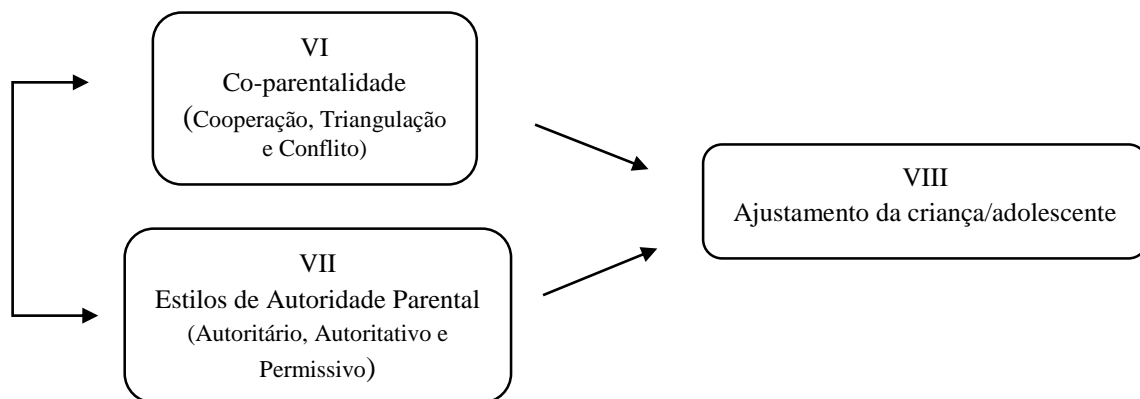 VI
Co-parentalidade
(Cooperação, Triangulação
e Conflito)
VII
Estilos de Autoridade Parental
(Autoritário, Autoritativo e
Permissivo)
VIII
Ajustamento da criança/adolescente